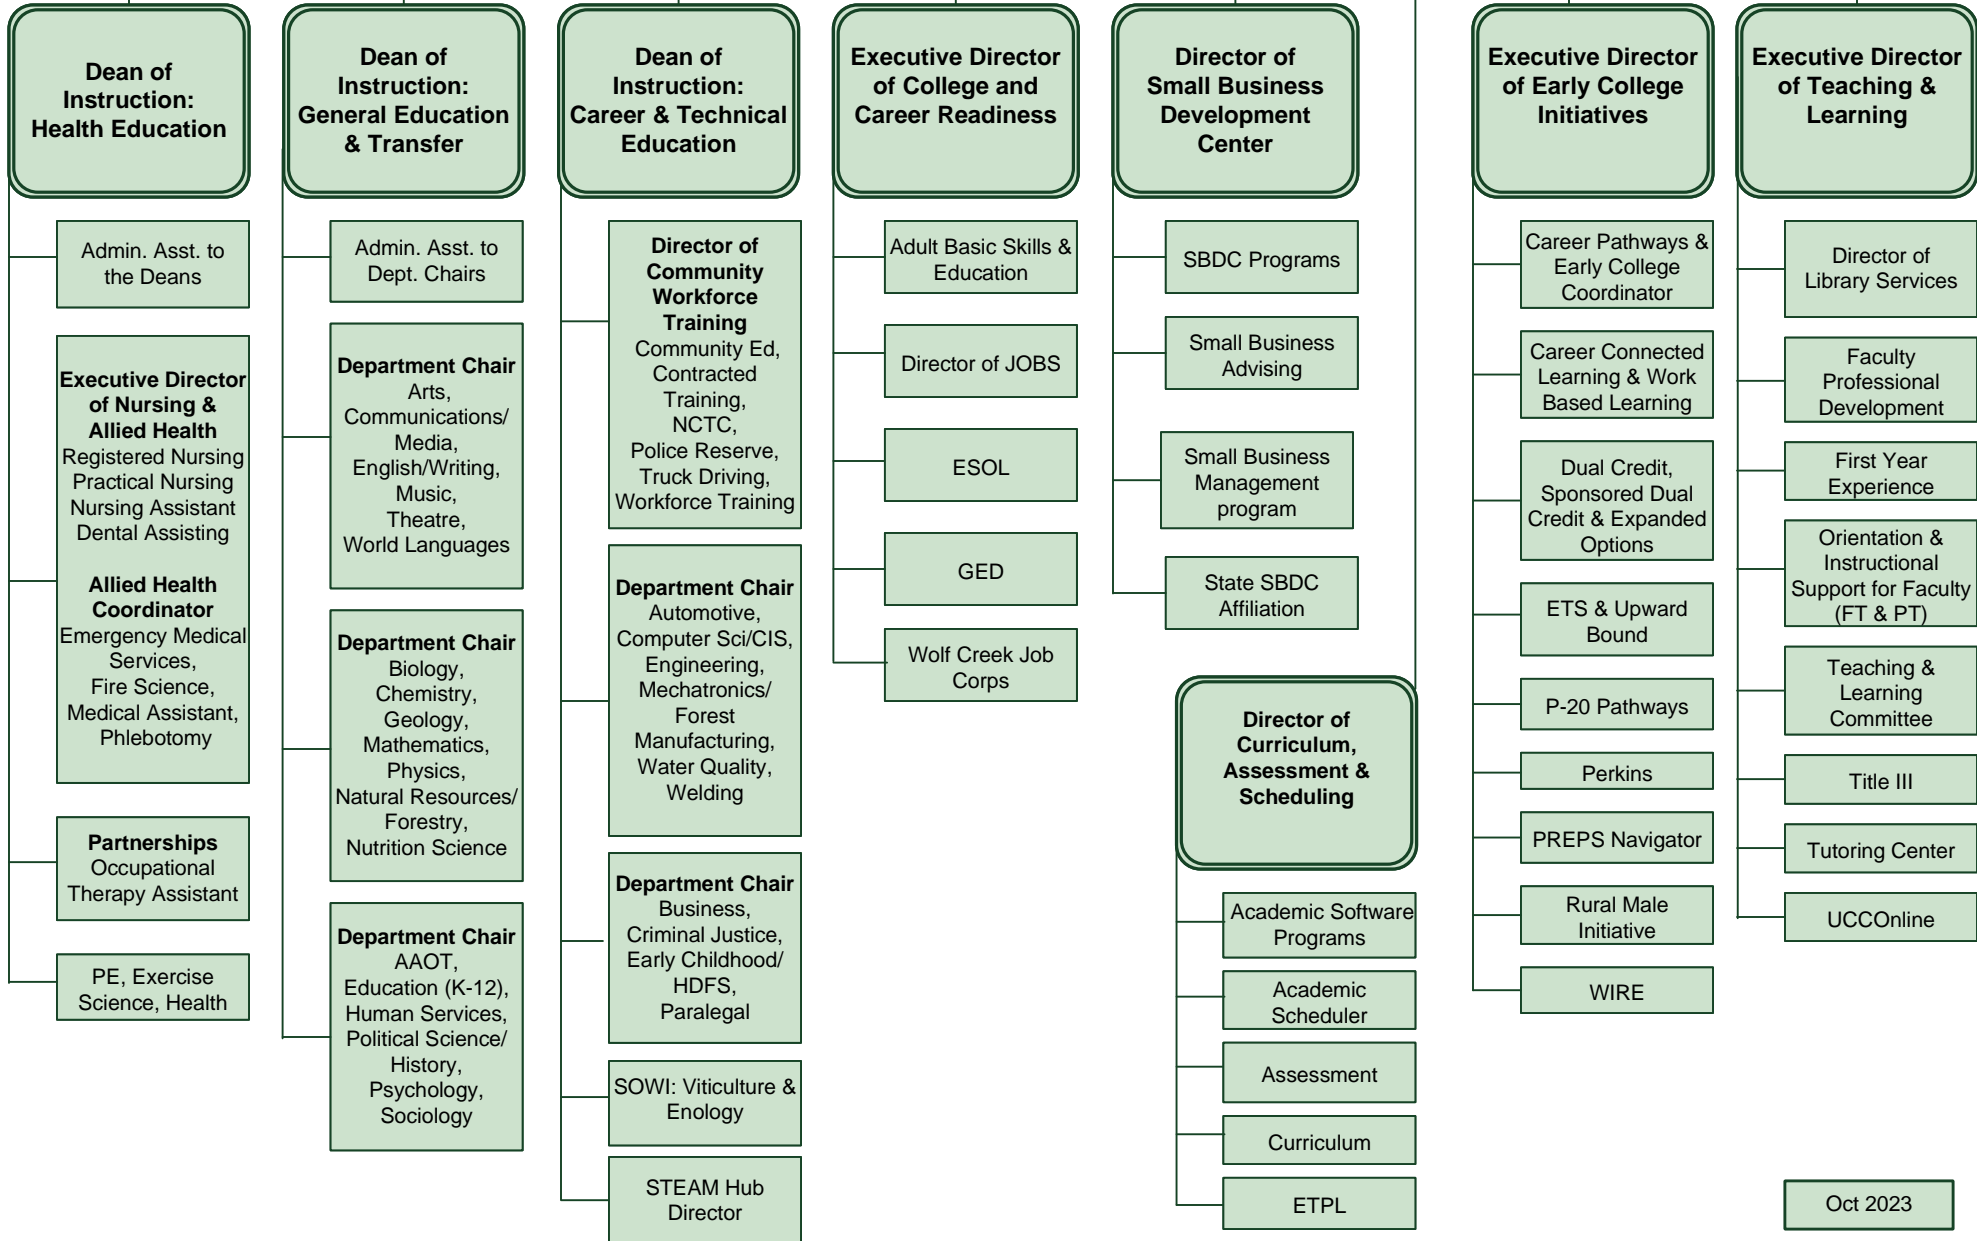 Dean of
Instruction:
Health Education
Admin. Asst. to
the Deans
Executive Director
of Nursing &
Allied Health
Registered Nursing
Practical Nursing
Nursing Assistant
Dental Assisting
Allied Health
Coordinator
Emergency Medical
Services,
Fire Science,
Medical Assistant,
Phlebotomy
Partnerships
Occupational
Therapy Assistant
PE, Exercise
Science, Health
Dean of
Instruction:
General Education
& Transfer
Admin. Asst. to
Dept. Chairs
Department Chair
Arts,
Communications/
Media,
English/Writing,
Music,
Theatre,
World Languages
Department Chair
Biology,
Chemistry,
Geology,
Mathematics,
Physics,
Natural Resources/
Forestry,
Nutrition Science
Department Chair
AAOT,
Education (K-12),
Human Services,
Political Science/
History,
Psychology,
Sociology
Dean of
Instruction:
Career & Technical
Education
Director of
Community
Workforce
Training
Community Ed,
Contracted
Training,
NCTC,
Police Reserve,
Truck Driving,
Workforce Training
Department Chair
Automotive,
Computer Sci/CIS,
Engineering,
Mechatronics/
Forest
Manufacturing,
Water Quality,
Welding
Department Chair
Business,
Criminal Justice,
Early Childhood/
HDFS,
Paralegal
SOWI: Viticulture &
Enology
STEAM Hub
Director
Executive Director
of College and
Career Readiness
Adult Basic Skills &
Education
Director of JOBS
ESOL
GED
Wolf Creek Job
Corps
Director of
Small Business
Development
Center
SBDC Programs
Small Business
Advising
Small Business
Management
program
State SBDC
Affiliation
Director of
Curriculum,
Assessment &
Scheduling
Academic Software
Programs
Academic
Scheduler
Assessment
Curriculum
ETPL
Executive Director
of Early College
Initiatives
Career Pathways &
Early College
Coordinator
Career Connected
Learning & Work
Based Learning
Dual Credit,
Sponsored Dual
Credit & Expanded
Options
ETS & Upward
Bound
P-20 Pathways
Perkins
PREPS Navigator
Rural Male
Initiative
WIRE
Executive Director
of Teaching &
Learning
Director of
Library Services
Faculty
Professional
Development
First Year
Experience
Orientation &
Instructional
Support for Faculty
(FT & PT)
Teaching &
Learning
Committee
Title III
Tutoring Center
UCCOnline
Oct 2023